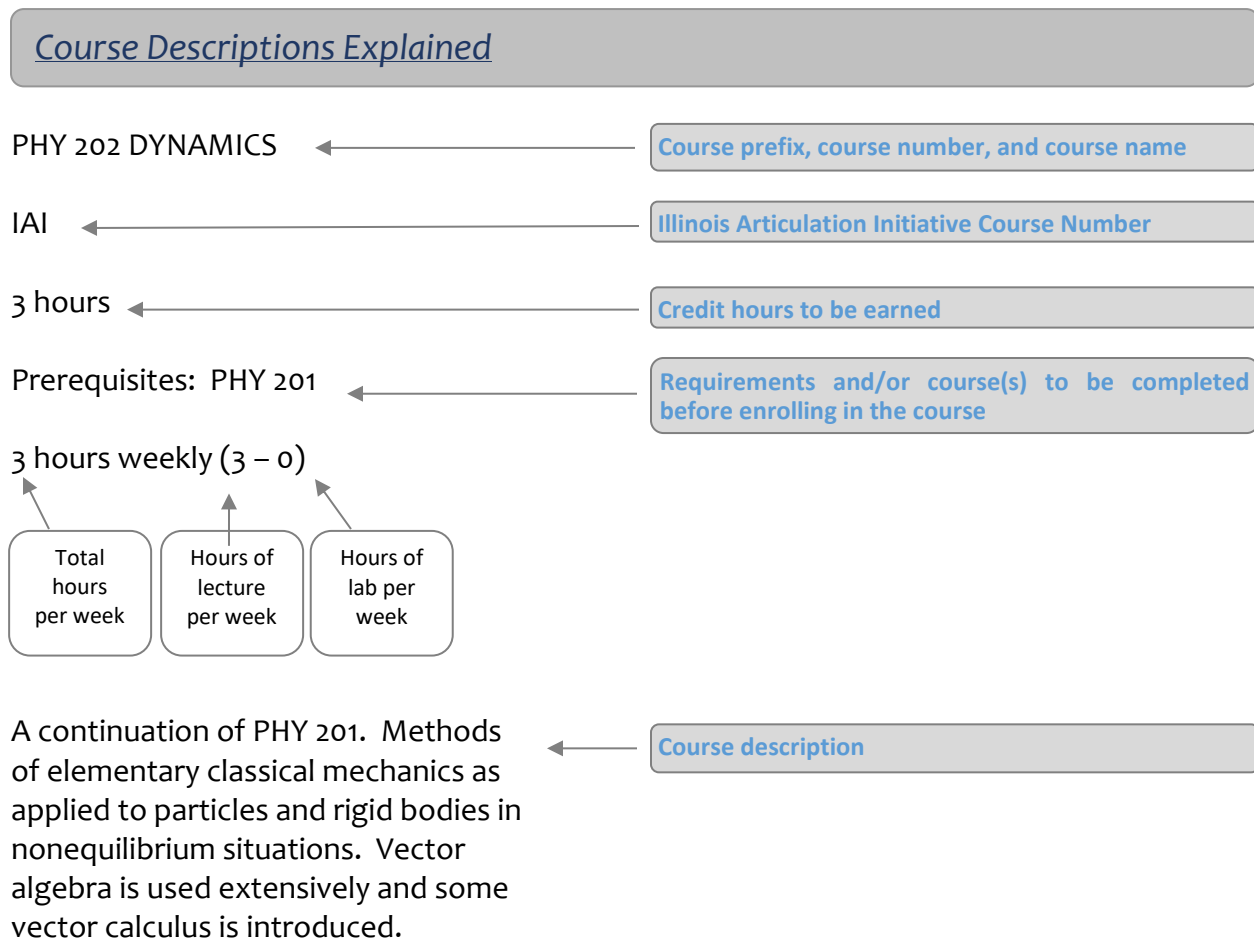 Course Descriptions Explained
PHY 202 DYNAMICS
Course prefix, course number, and course name
IAI
Illinois Articulation Initiative Course Number
3 hours
Credit hours to be earned
Prerequisites: PHY 201
Requirements and/or course(s) to be completed
before enrolling in the course
3 hours weekly (3 – 0)
Total
hours
per week
Hours of
lecture
per week
Hours of
lab per
week
A continuation of PHY 201. Methods
of elementary classical mechanics as
applied to particles and rigid bodies in
nonequilibrium situations. Vector
algebra is used extensively and some
vector calculus is introduced.
Course description